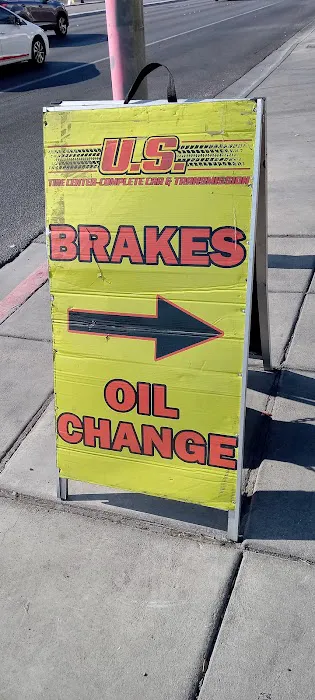 U.S.
TIRE CENTER-COMPLETE CAR & TRANSMISSION
BRAKES
OIL
CHANGE